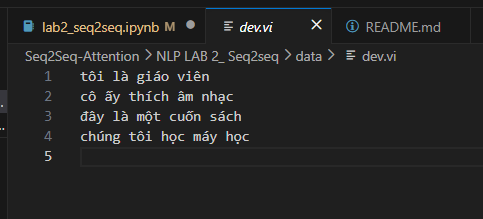 lab2_seq2seq.ipynb M
dev.vi
README.md
Seq2Seq-Attention > NLP LAB 2_ Seq2seq > data > dev.vi
1 tôi là giáo viên
2 cô ấy thích âm nhạc
3 đây là một cuốn sách
4 chúng tôi học máy học
5